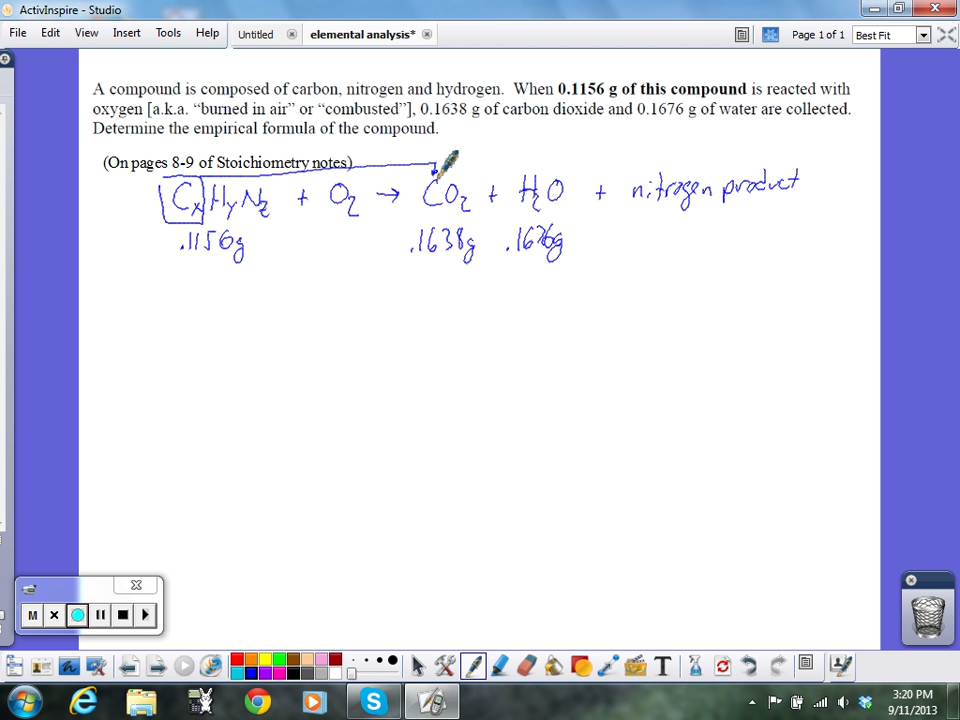 ActivInspire - Studio
File Edit View Insert Tools Help Untitled elemental analysis* Page 1 of 1 Best Fit
A compound is composed of carbon, nitrogen and hydrogen. When 0.1156 g of this compound is reacted with
oxygen [a.k.a. “burned in air” or “combusted”], 0.1638 g of carbon dioxide and 0.1676 g of water are collected.
Determine the empirical formula of the compound.
(On pages 8-9 of Stoichiometry notes)
CxHyNz + O2 → CO2 + H2O + nitrogen product
.1156g .1638g .1676g
M
T
3:20 PM
9/11/2013